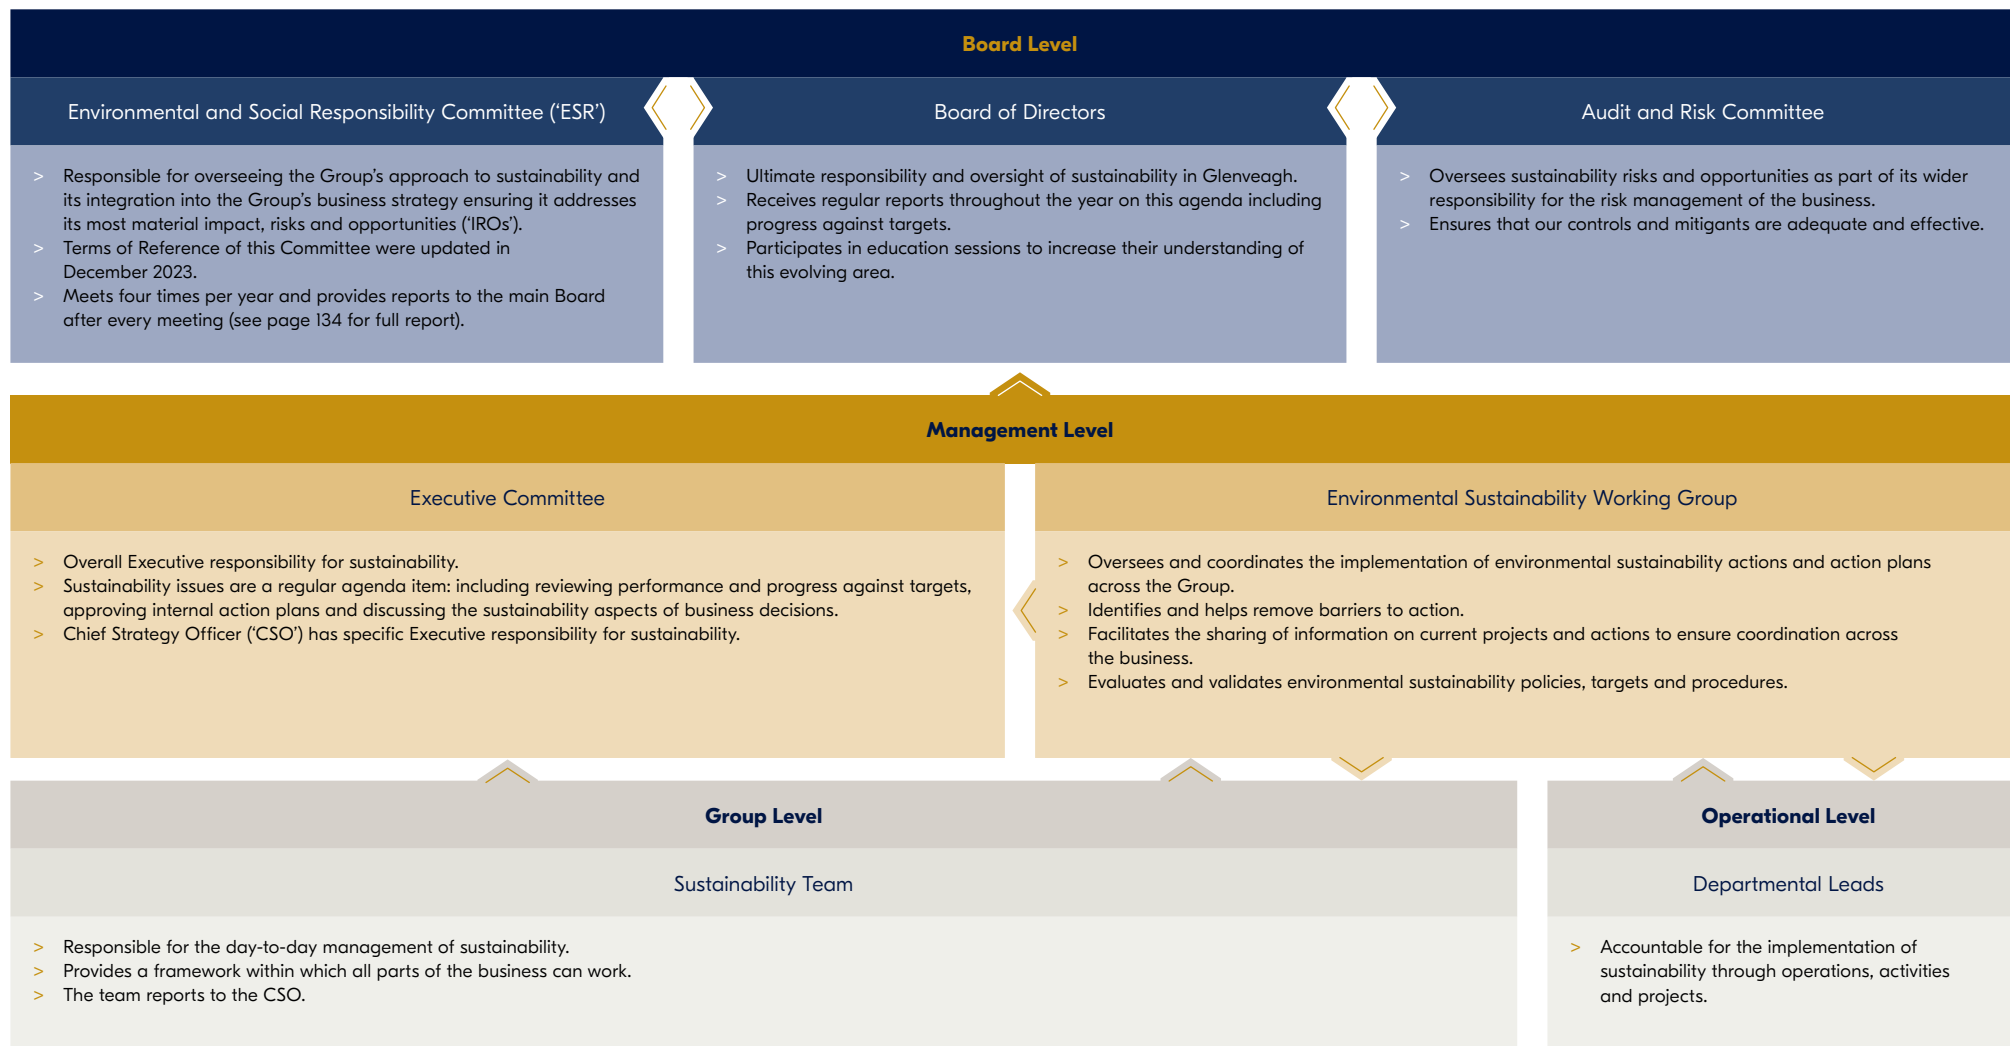 Board Level
Environmental and Social Responsibility Committee (‘ESR’)
> Responsible for overseeing the Group’s approach to sustainability and
its integration into the Group’s business strategy ensuring it addresses
its most material impact, risks and opportunities (‘IROs’).
> Terms of Reference of this Committee were updated in
December 2023.
> Meets four times per year and provides reports to the main Board
after every meeting (see page 134 for full report).
Board of Directors
> Ultimate responsibility and oversight of sustainability in Glenveagh.
> Receives regular reports throughout the year on this agenda including
progress against targets.
> Participates in education sessions to increase their understanding of
this evolving area.
Audit and Risk Committee
> Oversees sustainability risks and opportunities as part of its wider
responsibility for the risk management of the business.
> Ensures that our controls and mitigants are adequate and effective.
Management Level
Executive Committee
> Overall Executive responsibility for sustainability.
> Sustainability issues are a regular agenda item: including reviewing performance and progress against targets,
approving internal action plans and discussing the sustainability aspects of business decisions.
> Chief Strategy Officer (‘CSO’) has specific Executive responsibility for sustainability.
Environmental Sustainability Working Group
> Oversees and coordinates the implementation of environmental sustainability actions and action plans
across the Group.
> Identifies and helps remove barriers to action.
> Facilitates the sharing of information on current projects and actions to ensure coordination across
the business.
> Evaluates and validates environmental sustainability policies, targets and procedures.
Group Level
Sustainability Team
> Responsible for the day-to-day management of sustainability.
> Provides a framework within which all parts of the business can work.
> The team reports to the CSO.
Operational Level
Departmental Leads
> Accountable for the implementation of
sustainability through operations, activities
and projects.